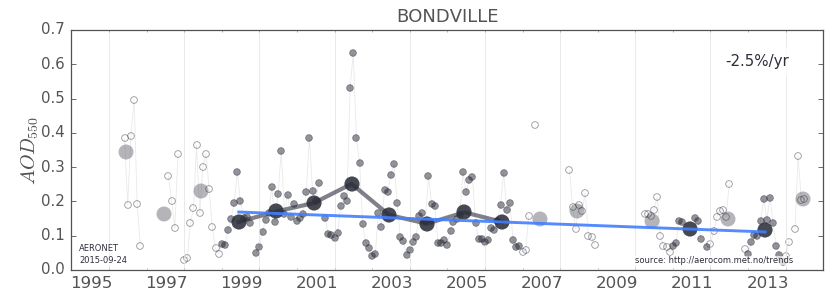 BONDVILLE
0.7
0.6
0.5
0.4
0.3
0.2
0.1
0.0
AOD550
-2.5%/yr
AERONET
2015-09-24
source: http://aerocom.met.no/trends
1995 1997 1999 2001 2003 2005 2007 2009 2011 2013